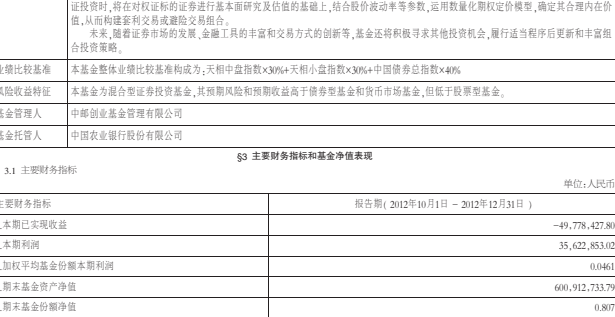 证投资时,将在对权证标的证券进行基本面研究及估值的基础上,结合股价波动率等参数,运用数量化期权定价模型,确定其合理内在价
值,从而构建套利交易或避险交易组合。
未来,随着证券市场的发展、金融工具的丰富和交易方式的创新等,基金还将积极寻求其他投资机会,履行适当程序后更新和丰富组
合投资策略。
业绩比较基准 本基金整体业绩比较基准构成为:天相中盘指数×30%+天相小盘指数×30%+中国债券总指数×40%
风险收益特征 本基金为混合型证券投资基金,其预期风险和预期收益高于债券型基金和货币市场基金,但低于股票型基金。
基金管理人 中邮创业基金管理有限公司
基金托管人 中国农业银行股份有限公司
§3 主要财务指标和基金净值表现
3.1 主要财务指标
单位:人民币
主要财务指标 报告期( 2012年10月1日 - 2012年12月31日 )
.本期已实现收益 -49,778,427.80
.本期利润 35,622,853.02
.加权平均基金份额本期利润 0.0461
.期末基金资产净值 600,912,733.79
.期末基金份额净值 0.807